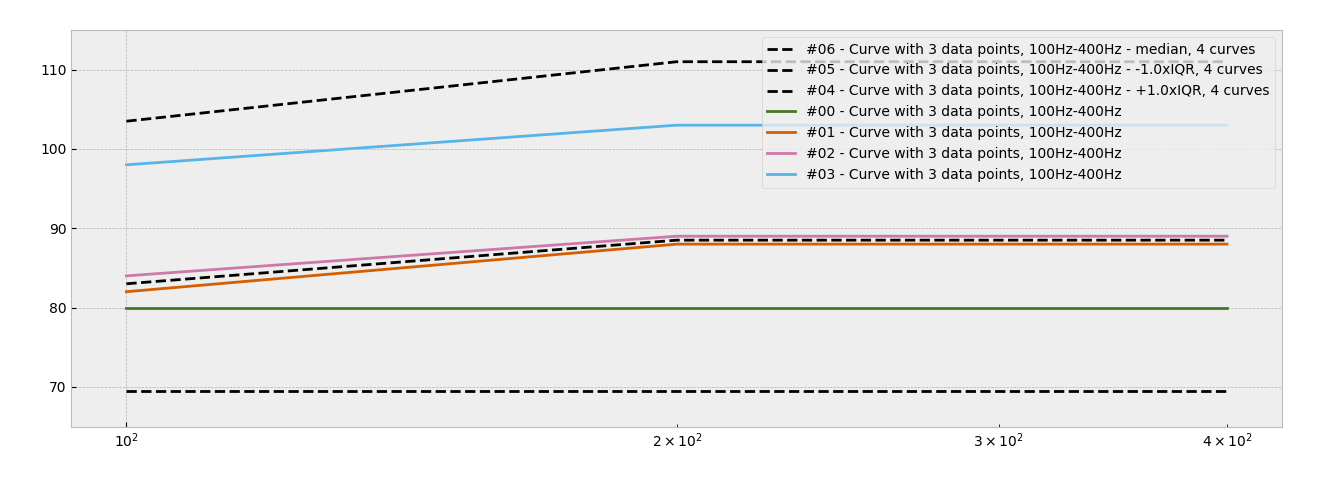 110
100
90
80
70
#06 - Curve with 3 data points, 100Hz-400Hz - median, 4 curves
#05 - Curve with 3 data points, 100Hz-400Hz - -1.0xIQR, 4 curves
#04 - Curve with 3 data points, 100Hz-400Hz - +1.0xIQR, 4 curves
#00 - Curve with 3 data points, 100Hz-400Hz
#01 - Curve with 3 data points, 100Hz-400Hz
#02 - Curve with 3 data points, 100Hz-400Hz
#03 - Curve with 3 data points, 100Hz-400Hz
10² 2 × 10² 3 × 10² 4 × 10²